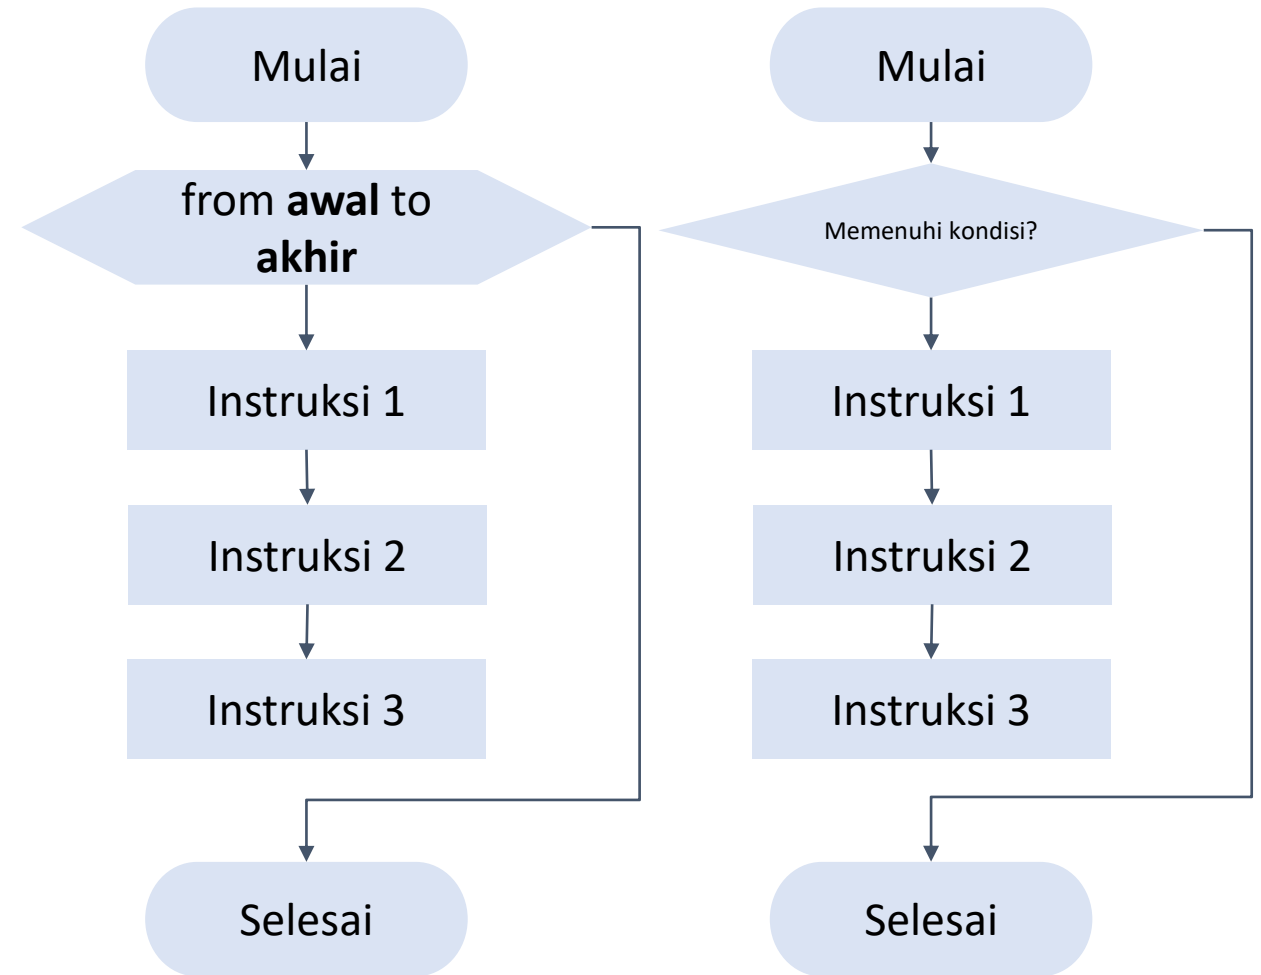 Mulai
from awal to
akhir
Instruksi 1
Instruksi 2
Instruksi 3
Selesai
Mulai
Memenuhi kondisi?
Instruksi 1
Instruksi 2
Instruksi 3
Selesai